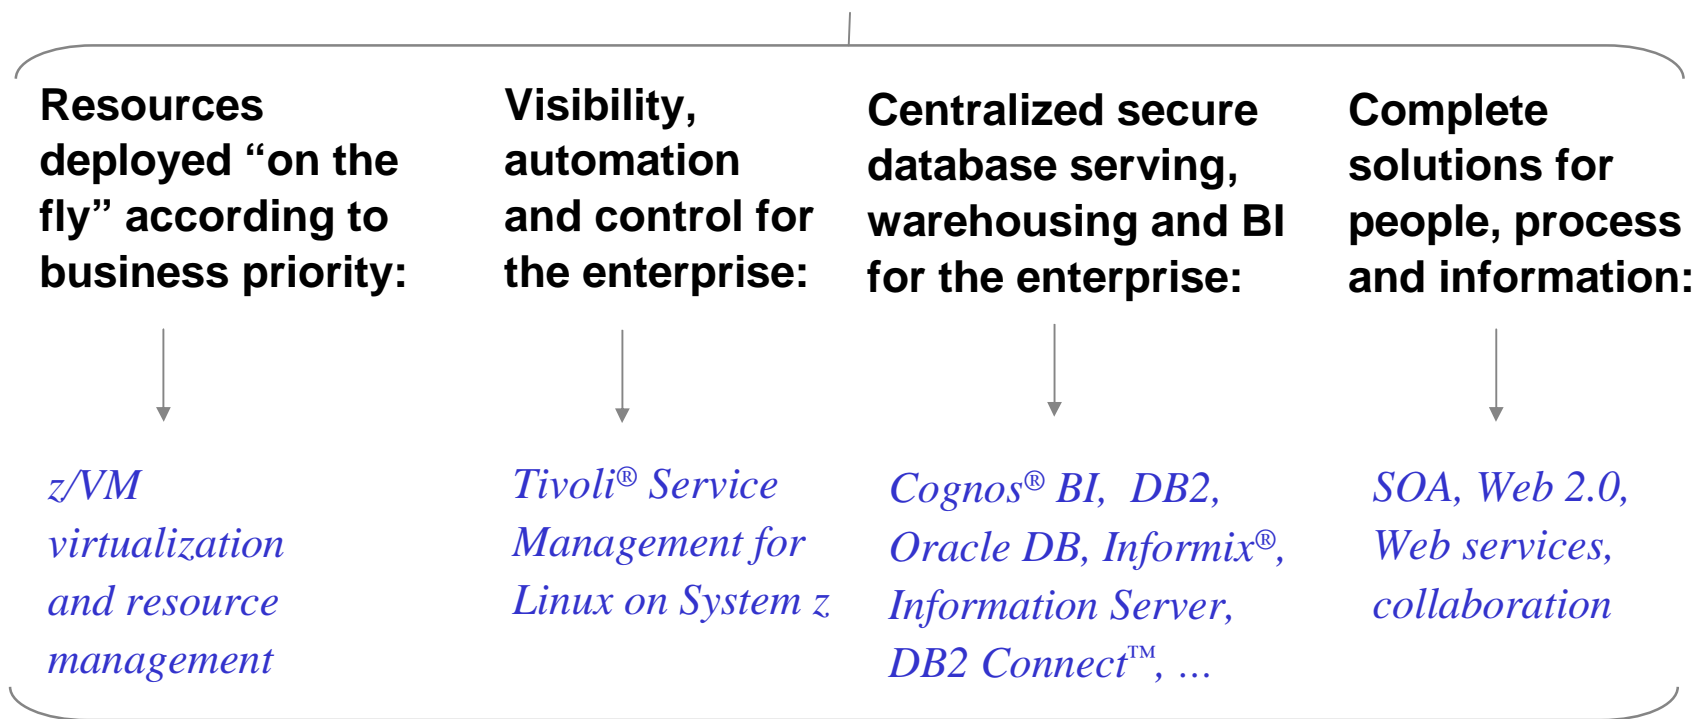 Resources
deployed “on the
fly” according to
business priority:
Visibility,
automation
and control for
the enterprise:
Centralized secure
database serving,
warehousing and BI
for the enterprise:
Complete
solutions for
people, process
and information:
z/VM
virtualization
and resource
management
Tivoli® Service
Management for
Linux on System z
Cognos® BI, DB2,
Oracle DB, Informix®,
Information Server,
DB2 Connect™, ...
SOA, Web 2.0,
Web services,
collaboration